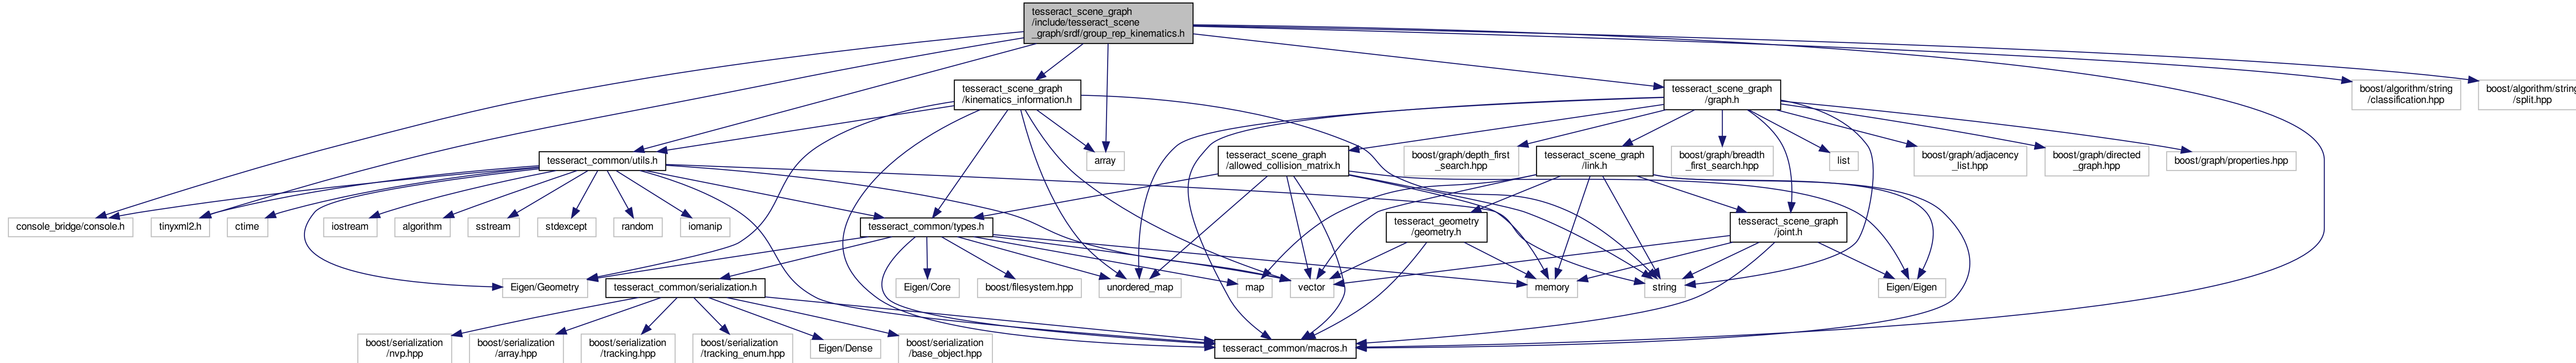 tesseract_scene_graph
/include/tesseract_scene
_graph/srdf/group_rep_kinematics.h
tesseract_scene_graph
/kinematics_information.h
tesseract_scene_graph
/graph.h
boost/algorithm/string
/classification.hpp
boost/algorithm/string
/split.hpp
tesseract_common/utils.h
array
tesseract_scene_graph
/allowed_collision_matrix.h
boost/graph/depth_first
_search.hpp
tesseract_scene_graph
/link.h
boost/graph/breadth
_first_search.hpp
list
boost/graph/adjacency
_list.hpp
boost/graph/directed
_graph.hpp
boost/graph/properties.hpp
console_bridge/console.h
tinyxml2.h
ctime
iostream
algorithm
sstream
stdexcept
random
iomanip
tesseract_common/types.h
tesseract_geometry
/geometry.h
tesseract_scene_graph
/joint.h
Eigen/Geometry
tesseract_common/serialization.h
Eigen/Core
boost/filesystem.hpp
unordered_map
map
vector
memory
string
Eigen/Eigen
boost/serialization
/nvp.hpp
boost/serialization
/array.hpp
boost/serialization
/tracking.hpp
boost/serialization
/tracking_enum.hpp
Eigen/Dense
boost/serialization
/base_object.hpp
tesseract_common/macros.h